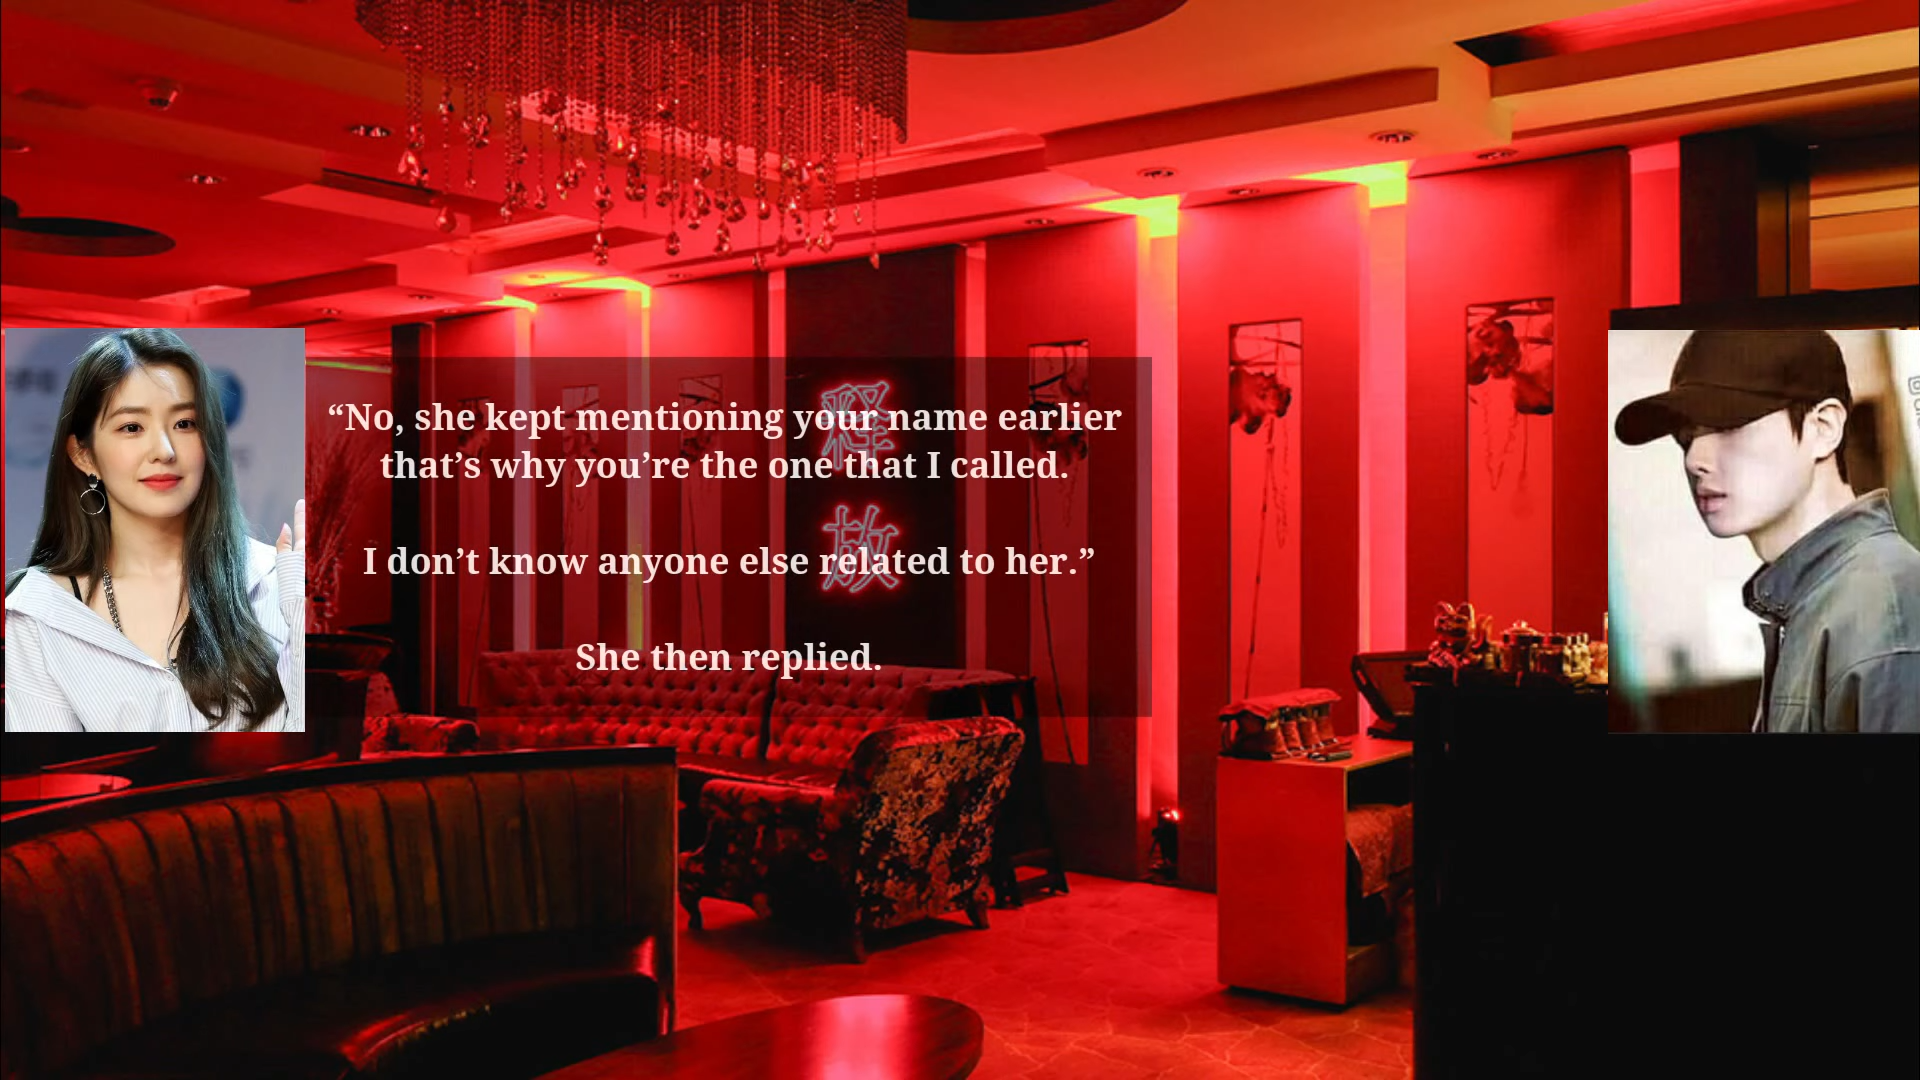 “No, she kept mentioning your name earlier
that’s why you’re the one that I called.
I don’t know anyone else related to her.”
She then replied.
释
放